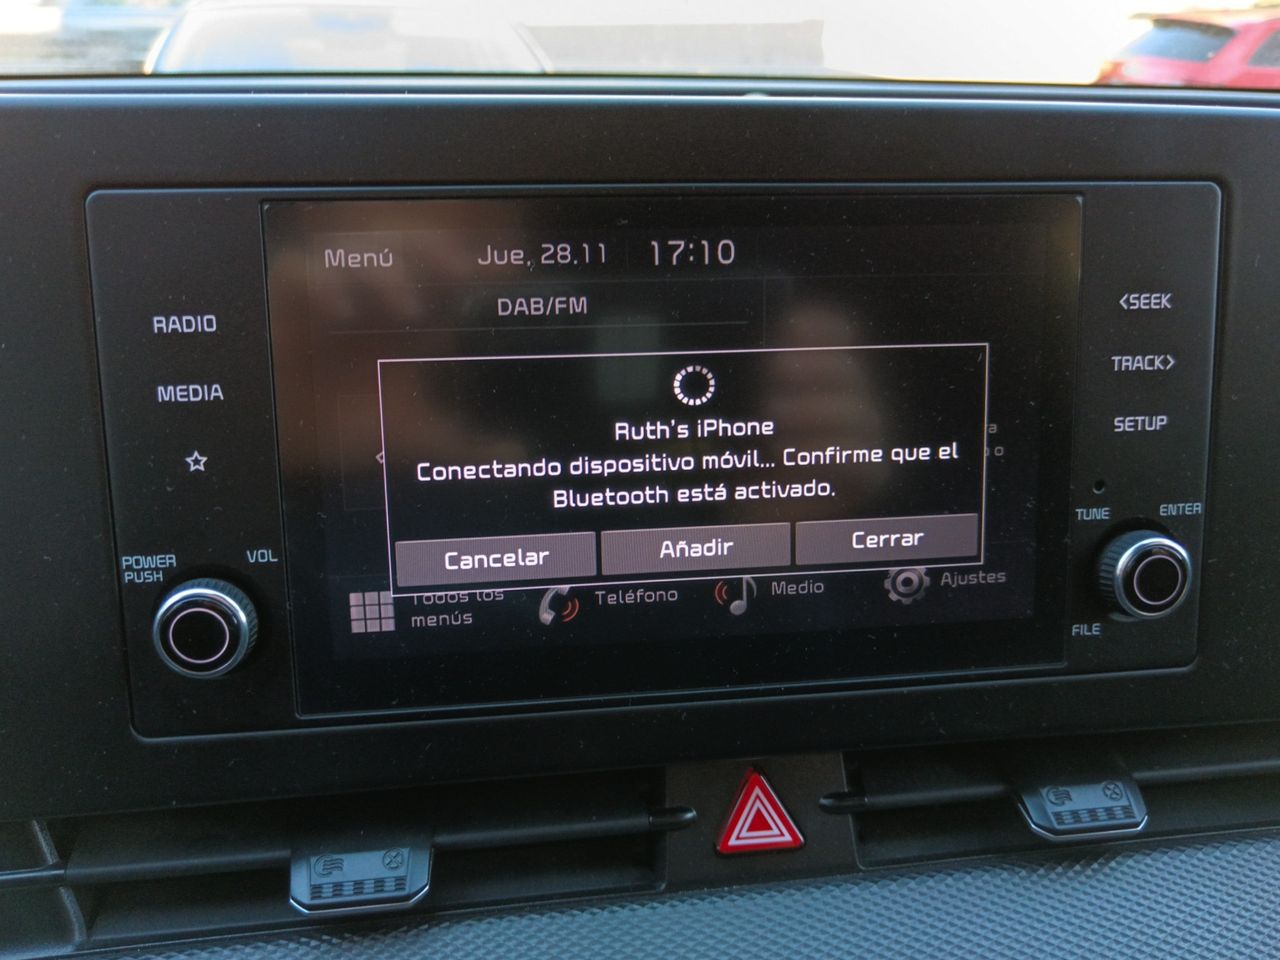 Menú
Jue, 28.11
17:10
DAB/FM
RADIO
MEDIA
POWER
PUSH
VOL
<SEEK
TRACK>
SETUP
TUNE
ENTER
FILE
Ruth's iPhone
Conectando dispositivo móvil... Confirme que el
Bluetooth está activado.
Cancelar
Añadir
Cerrar
Todos los
menús
Teléfono
Medio
Ajustes